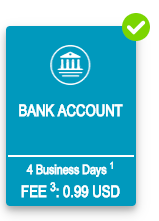 BANK ACCOUNT
4 Business Days ¹
FEE ³: 0.99 USD